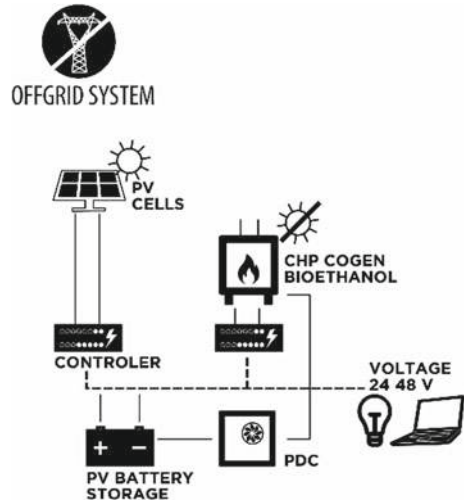 OFFGRID SYSTEM
PV
CELLS
CHP COGEN
BIOETHANOL
CONTROLER
VOLTAGE
24 48 V
+ −
PDC
PV BATTERY
STORAGE